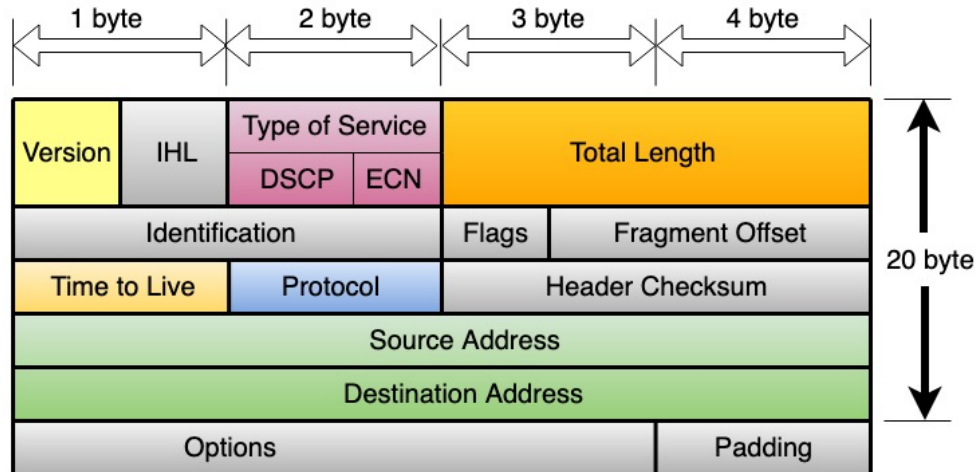 1 byte 2 byte 3 byte 4 byte
Version IHL Type of Service Total Length
DSCP ECN
Identification Flags Fragment Offset
20 byte
Time to Live Protocol Header Checksum
Source Address
Destination Address
Options Padding